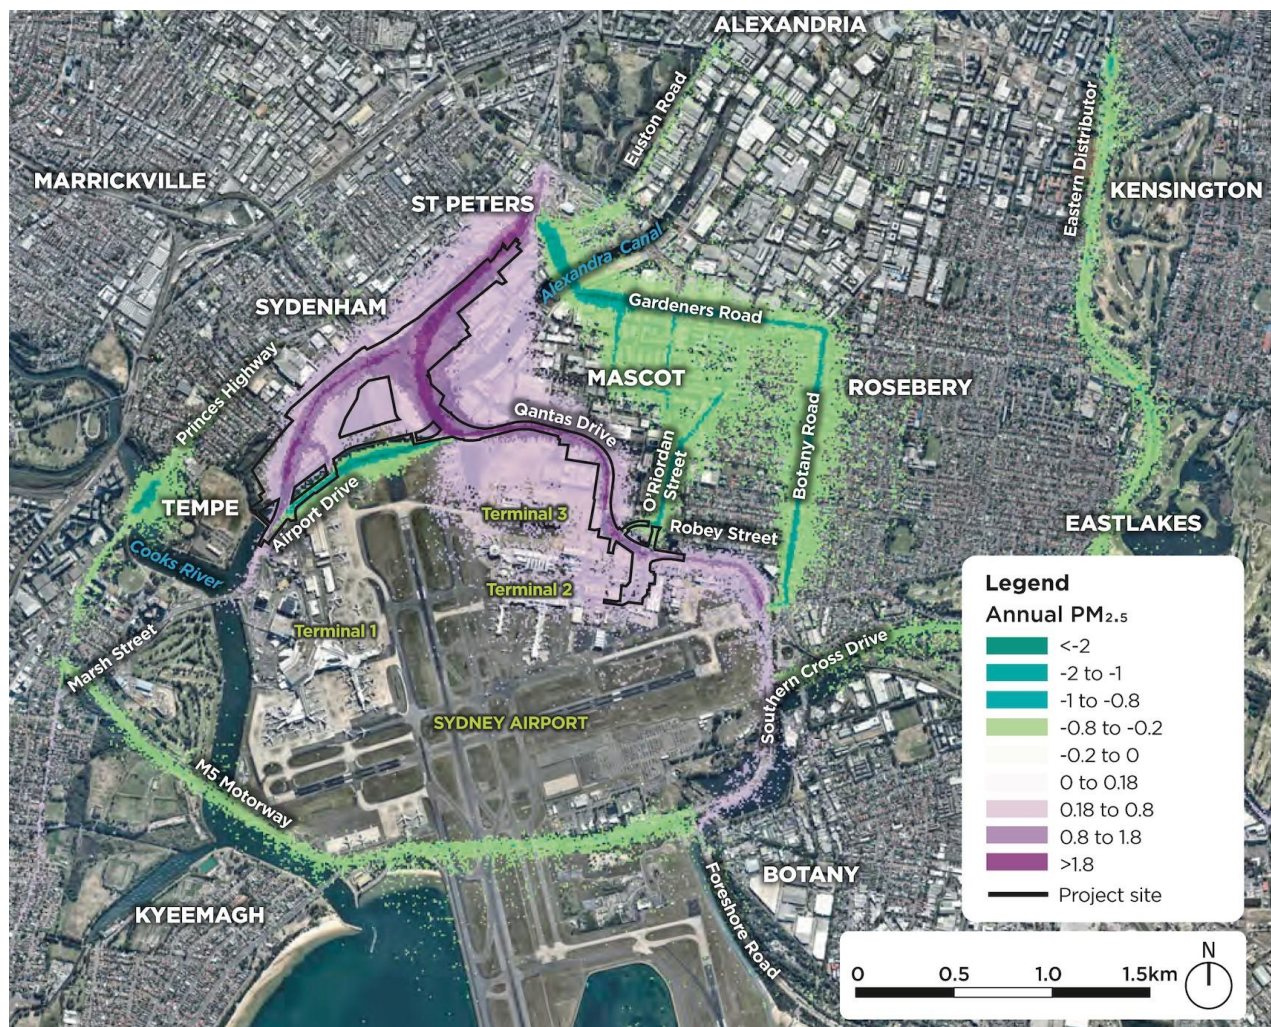 ALEXANDRIA
Euston Road
Eastern Distributor
MARRICKVILLE
KENSINGTON
ST PETERS
Alexandra Canal
SYDENHAM
Gardeners Road
Princes Highway
MASCOT
ROSEBERY
Qantas Drive
Botany Road
O'Riordan
Street
TEMPE
Airport Drive
Terminal 3
Robey Street
EASTLAKES
Cooks River
Terminal 2
Terminal 1
Marsh Street
Southern Cross Drive
SYDNEY AIRPORT
M5 Motorway
BOTANY
KYEEMAGH
Foreshore Road
Legend
Annual PM2.5
<-2
-2 to -1
-1 to -0.8
-0.8 to -0.2
-0.2 to 0
0 to 0.18
0.18 to 0.8
0.8 to 1.8
>1.8
Project site
0 0.5 1.0 1.5km
N